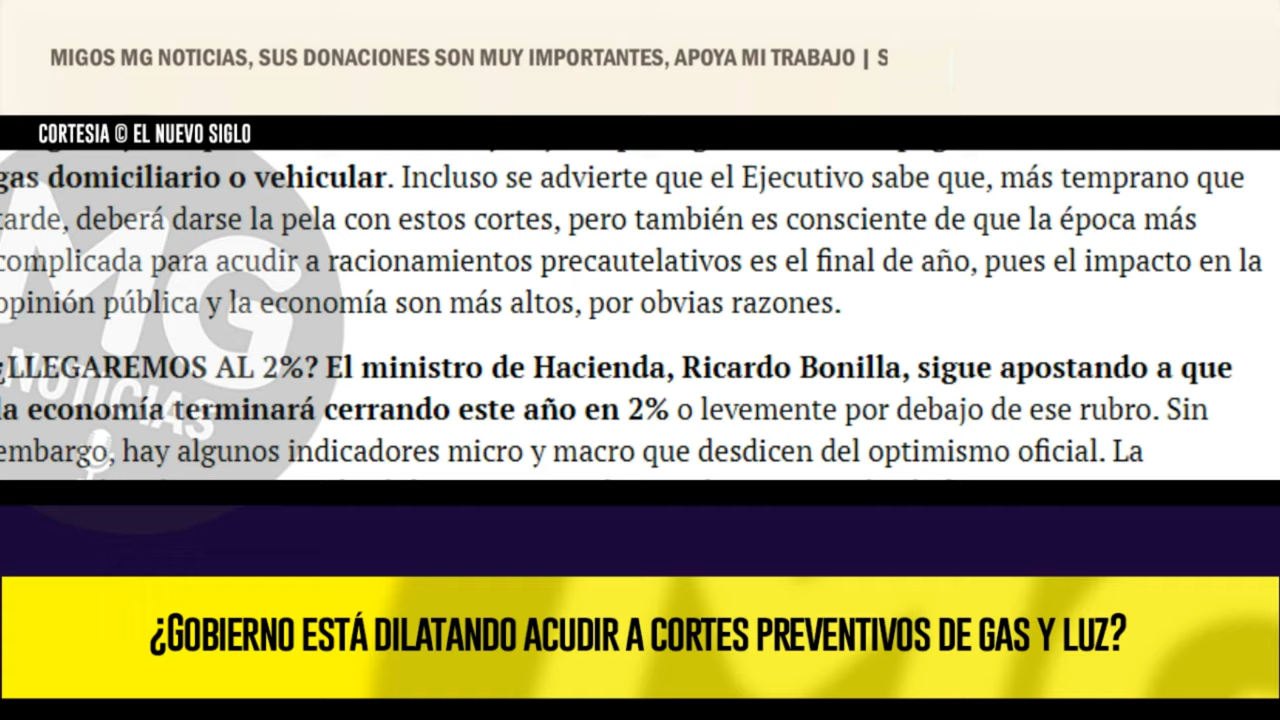 MIGOS MG NOTICIAS, SUS DONACIONES SON MUY IMPORTANTES, APOYA MI TRABAJO | S
CORTESIA © EL NUEVO SIGLO
gas domiciliario o vehicular. Incluso se advierte que el Ejecutivo sabe que, más temprano que
tarde, deberá darse la pela con estos cortes, pero también es consciente de que la época más
complicada para acudir a racionamientos precautelativos es el final de año, pues el impacto en la
opinión pública y la economía son más altos, por obvias razones.
¿LLEGAREMOS AL 2%? El ministro de Hacienda, Ricardo Bonilla, sigue apostando a que
la economía terminará cerrando este año en 2% o levemente por debajo de ese rubro. Sin
embargo, hay algunos indicadores micro y macro que desdicen del optimismo oficial. La
MG
NOTICIAS
¿GOBIERNO ESTÁ DILATANDO ACUDIR A CORTES PREVENTIVOS DE GAS Y LUZ?